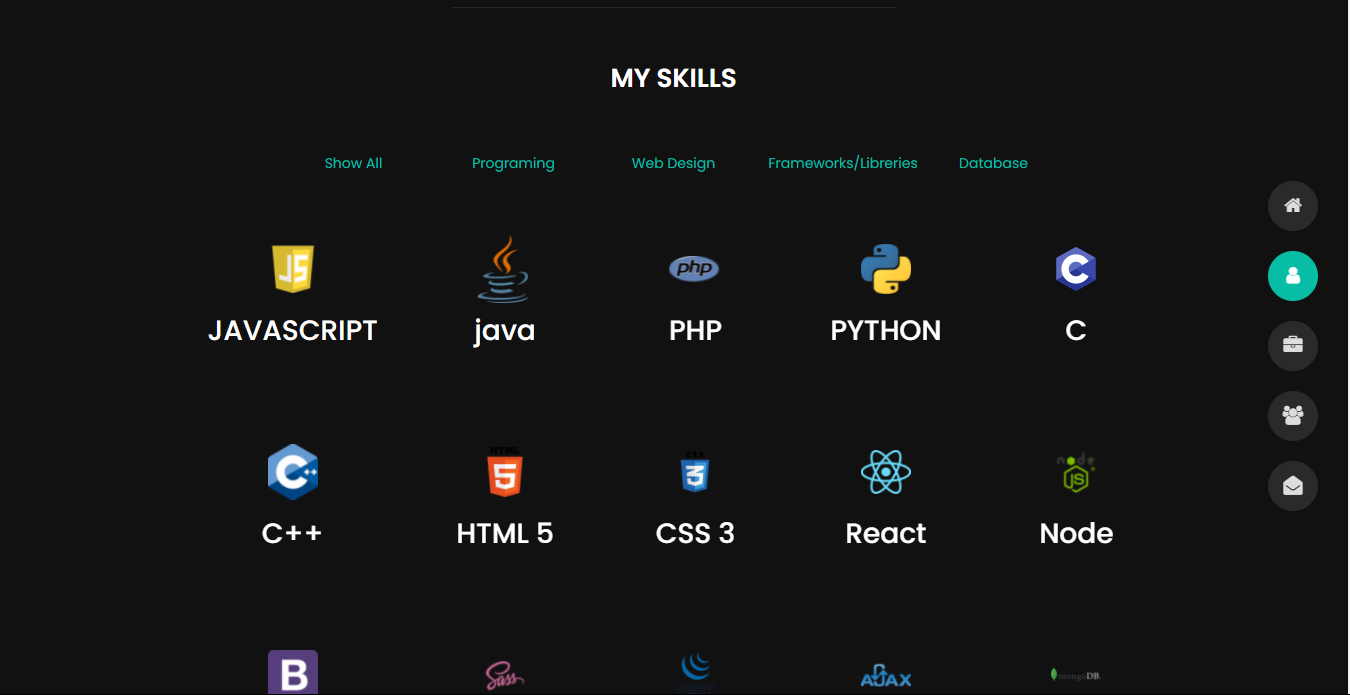 MY SKILLS
Show All Programing Web Design Frameworks/Libreries Database
JS php C
JAVASCRIPT java PHP PYTHON C
C++ HTML 5 CSS 3 node JS
C++ HTML 5 CSS 3 React Node
B Sass jQuery AJAX mongoDB